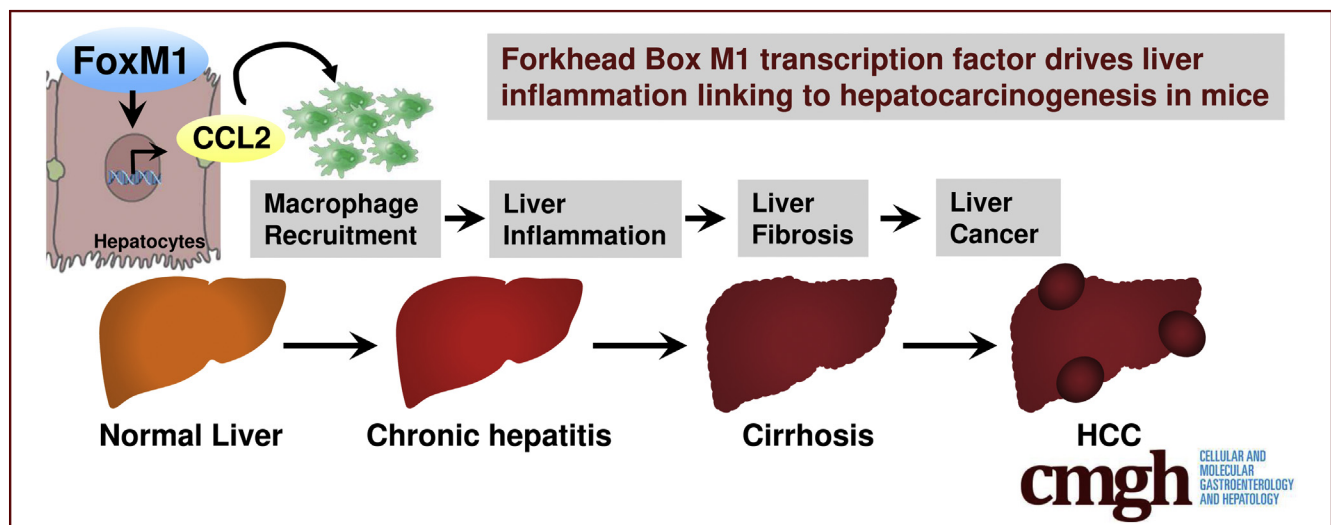 FoxM1
CCL2
Hepatocytes
Forkhead Box M1 transcription factor drives liver
inflammation linking to hepatocarcinogenesis in mice
Macrophage
Recruitment
Liver
Inflammation
Liver
Fibrosis
Liver
Cancer
Normal Liver
Chronic hepatitis
Cirrhosis
HCC
cmgh
CELLULAR AND
MOLECULAR
GASTROENTEROLOGY
AND HEPATOLOGY